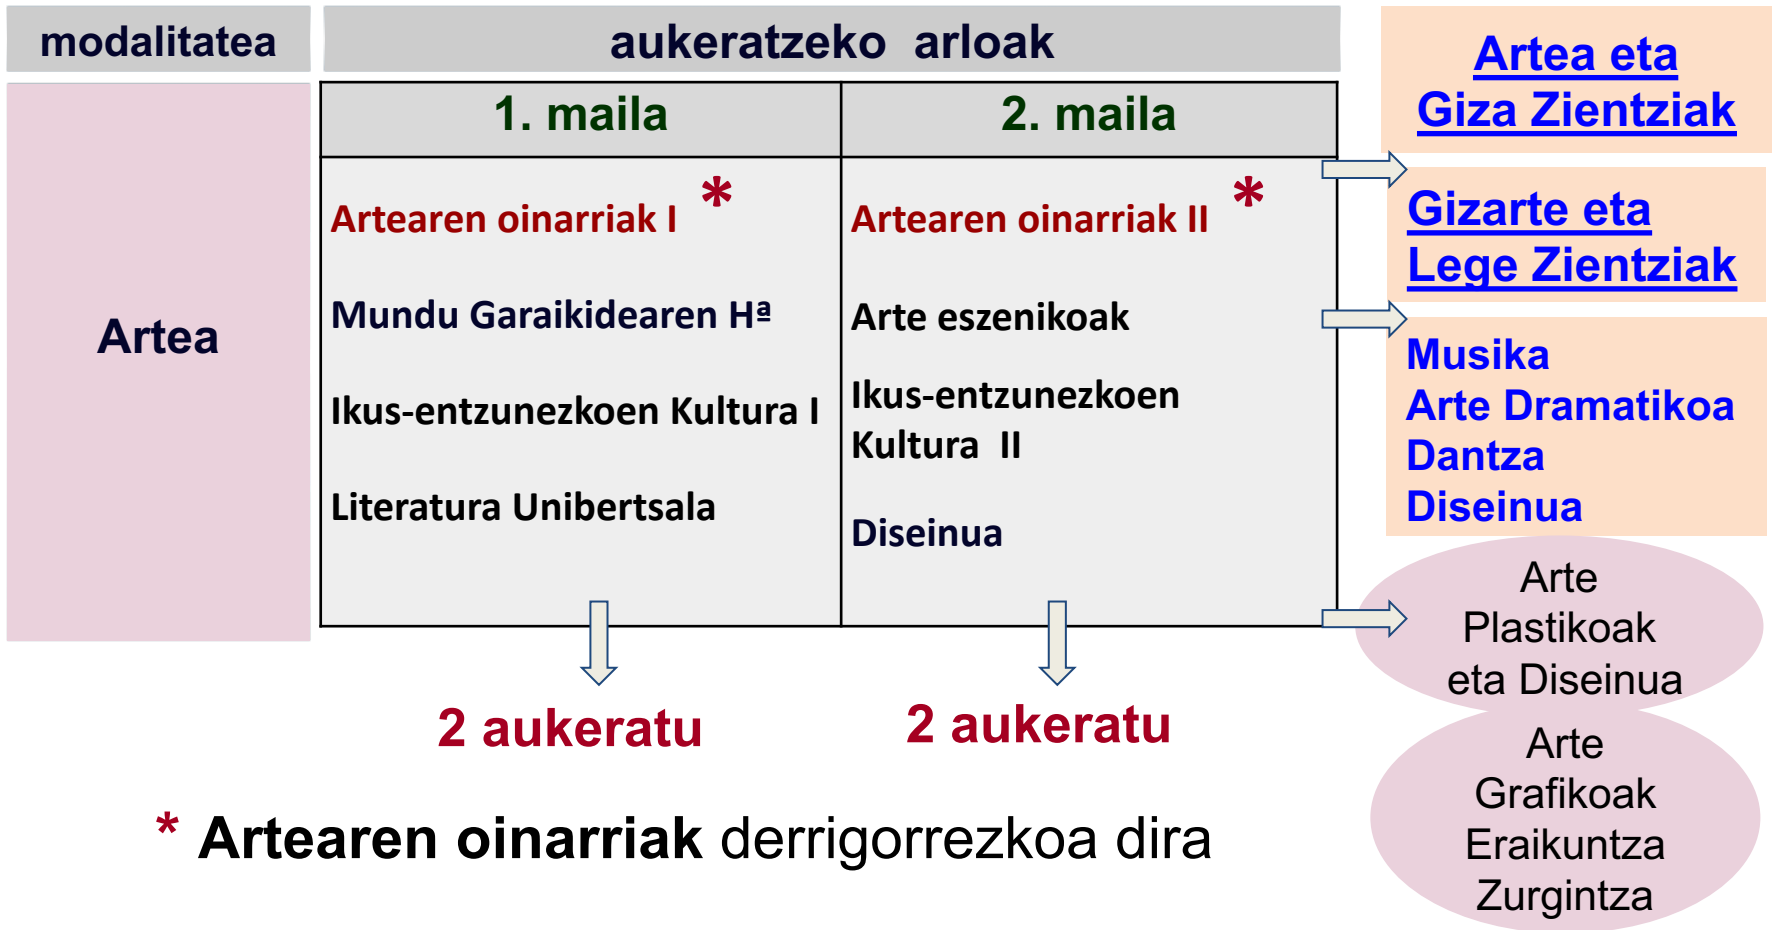 modalitatea
aukeratzeko arloak
Artea
1. maila
2. maila
Artearen oinarriak I *
Mundu Garaikidearen Hª
Ikus-entzunezkoen Kultura I
Literatura Unibertsala
Artearen oinarriak II *
Arte eszenikoak
Ikus-entzunezkoen
Kultura II
Diseinua
2 aukeratu
2 aukeratu
* Artearen oinarriak derrigorrezkoa dira
Artea eta
Giza Zientziak
Gizarte eta
Lege Zientziak
Musika
Arte Dramatikoa
Dantza
Diseinua
Arte
Plastikoak
eta Diseinua
Arte
Grafikoak
Eraikuntza
Zurgintza